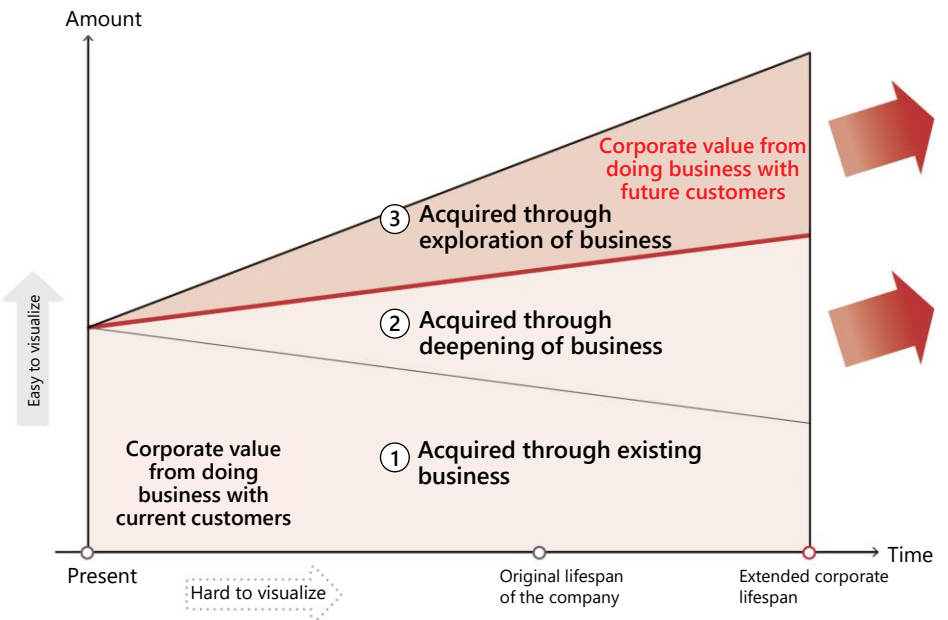 Amount
Corporate value from
doing business with
future customers
3 Acquired through
exploration of business
2 Acquired through
deepening of business
Easy to visualize
1 Acquired through existing
business
Corporate value
from doing
business with
current customers
Time
Present
Hard to visualize
Original lifespan
of the company
Extended corporate
lifespan